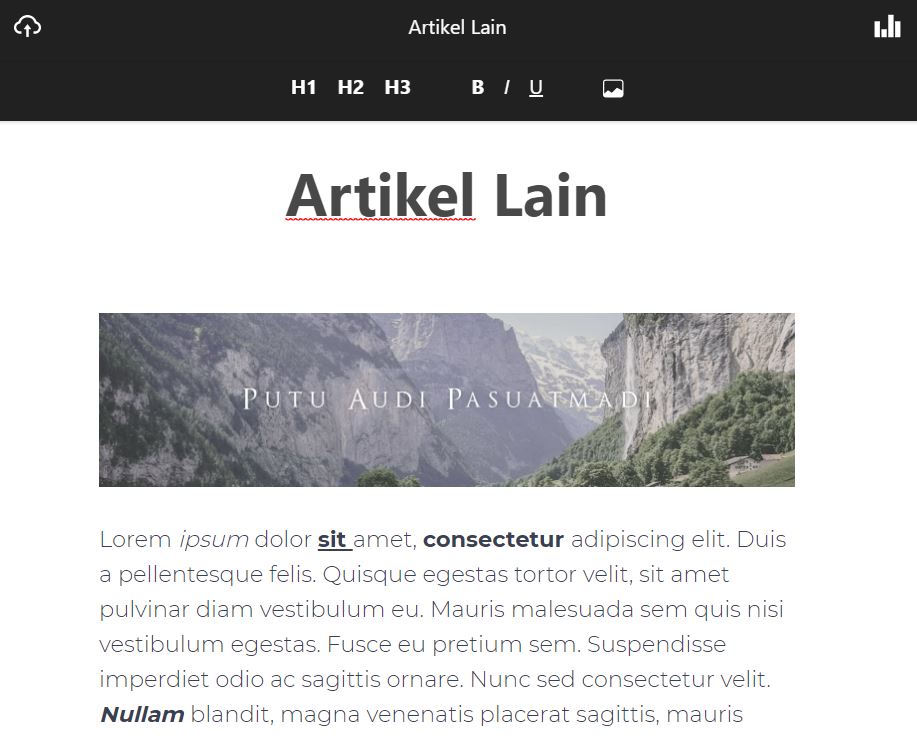 Artikel Lain
H1 H2 H3 B I U
Artikel Lain
Putu Audi Pasuatmadi
Lorem ipsum dolor sit amet, consectetur adipiscing elit. Duis
a pellentesque felis. Quisque egestas tortor velit, sit amet
pulvinar diam vestibulum eu. Mauris malesuada sem quis nisi
vestibulum egestas. Fusce eu pretium sem. Suspendisse
imperdiet odio ac sagittis ornare. Nunc sed consectetur velit.
Nullam blandit, magna venenatis placerat sagittis, mauris